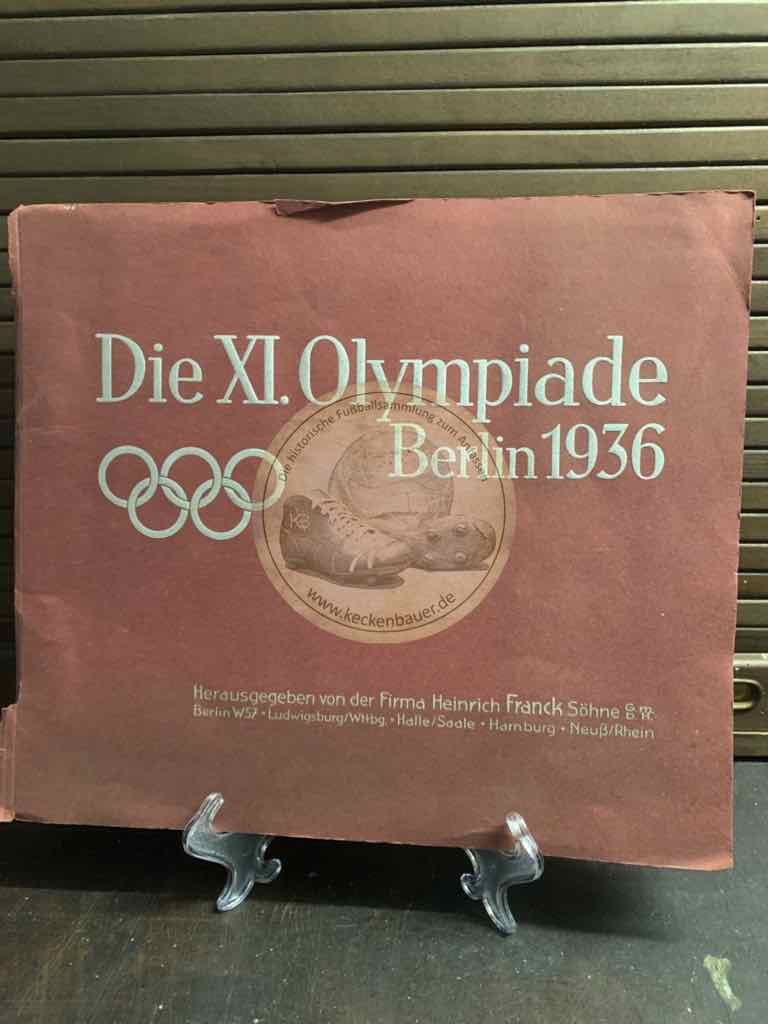 Die XI. Olympiade
Berlin 1936
Die historische Fußballsammlung zum Anfassen
K
www.keckenbauer.de
Herausgegeben von der Firma Heinrich Franck Söhne G.m.b.H.
Berlin W57 • Ludwigsburg/Wttbg. • Halle/Saale • Hamburg • Neuß/Rhein